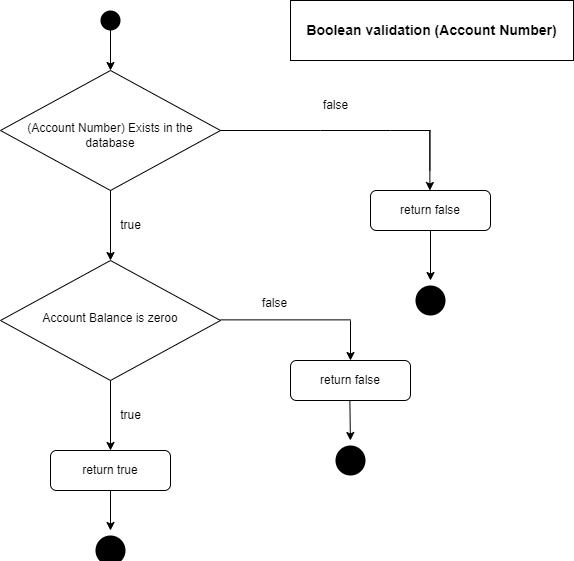 Boolean validation (Account Number)
false
(Account Number) Exists in the
database
return false
true
false
Account Balance is zeroo
return false
true
return true